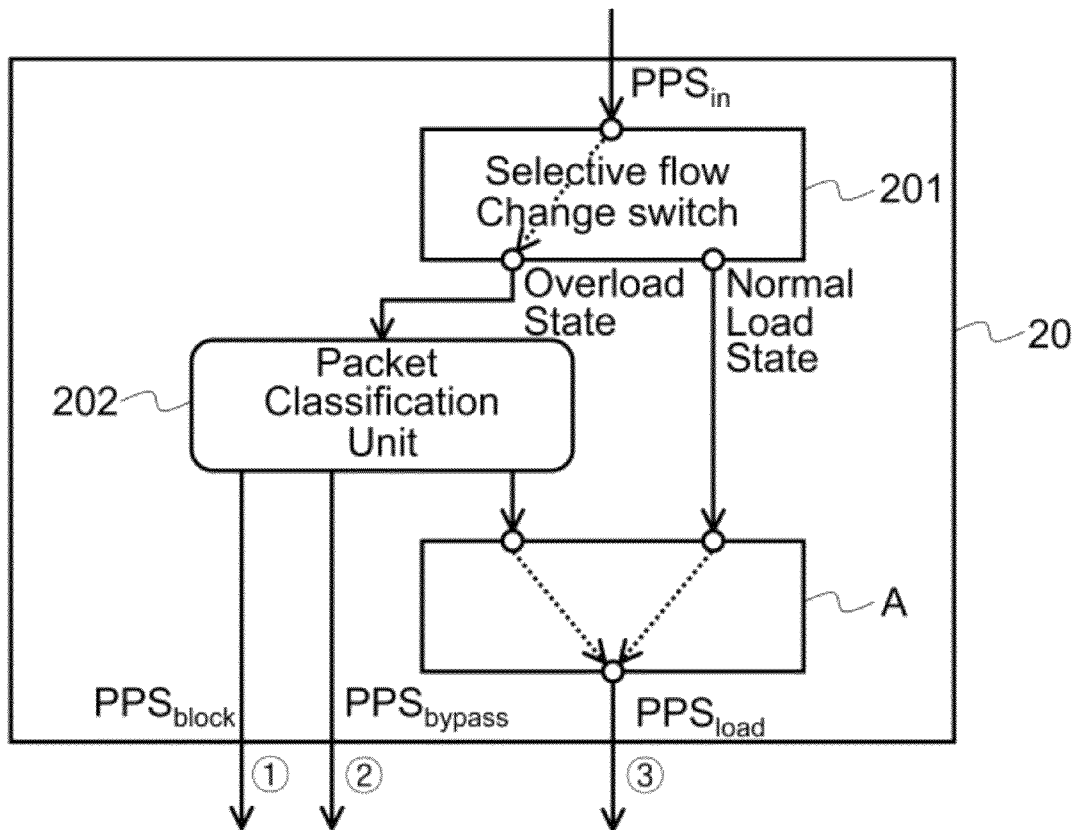 PPSin
Selective flow
Change switch
201
Overload
State
Normal
Load
State
20
Packet
Classification
Unit
202
A
PPSblock
PPSbypass
PPSload
①
②
③